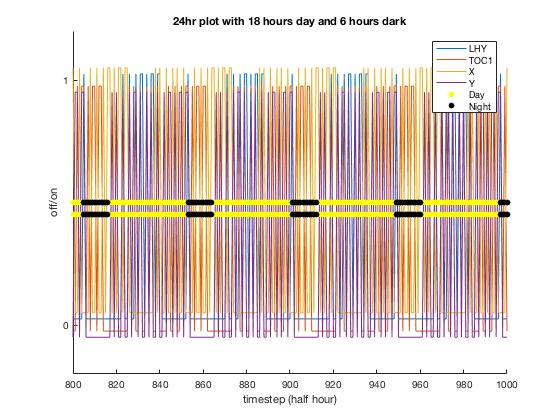 24hr plot with 18 hours day and 6 hours dark
LHY
TOC1
X
Y
Day
Night
1
off/on
0
800 820 840 860 880 900 920 940 960 980 1000
timestep (half hour)